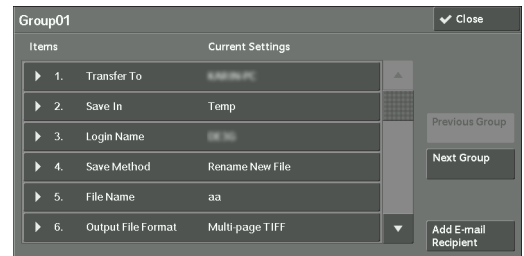 Group01
Close
Items Current Settings
1. Transfer To
2. Save In Temp
3. Login Name
4. Save Method Rename New File
5. File Name aa
6. Output File Format Multi-page TIFF
Previous Group
Next Group
Add E-mail
Recipient